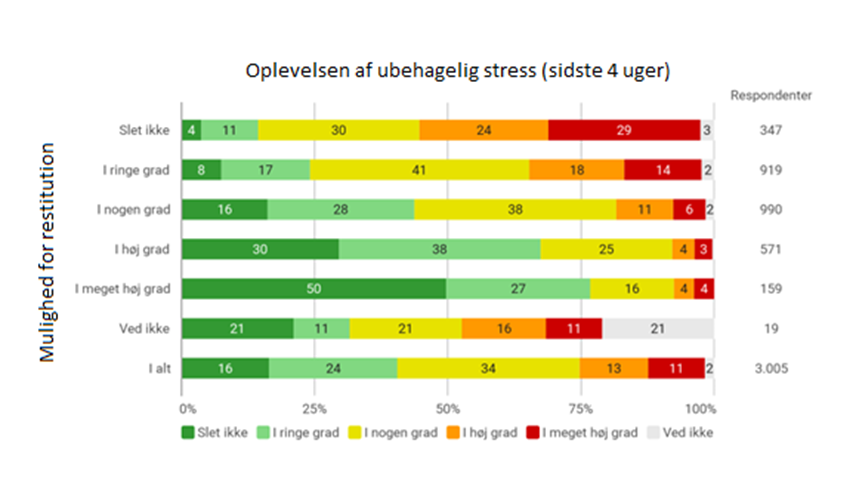 Oplevelsen af ubehagelig stress (sidste 4 uger)
Respondenter
Mulighed for restitution
Slet ikke 4 11 30 24 29 3 347
I ringe grad 8 17 41 18 14 2 919
I nogen grad 16 28 38 11 6 2 990
I høj grad 30 38 25 4 3 571
I meget høj grad 50 27 16 4 4 159
Ved ikke 21 11 21 16 11 21 19
I alt 16 24 34 13 11 2 3.005
0% 25% 50% 75% 100%
Slet ikke I ringe grad I nogen grad I høj grad I meget høj grad Ved ikke